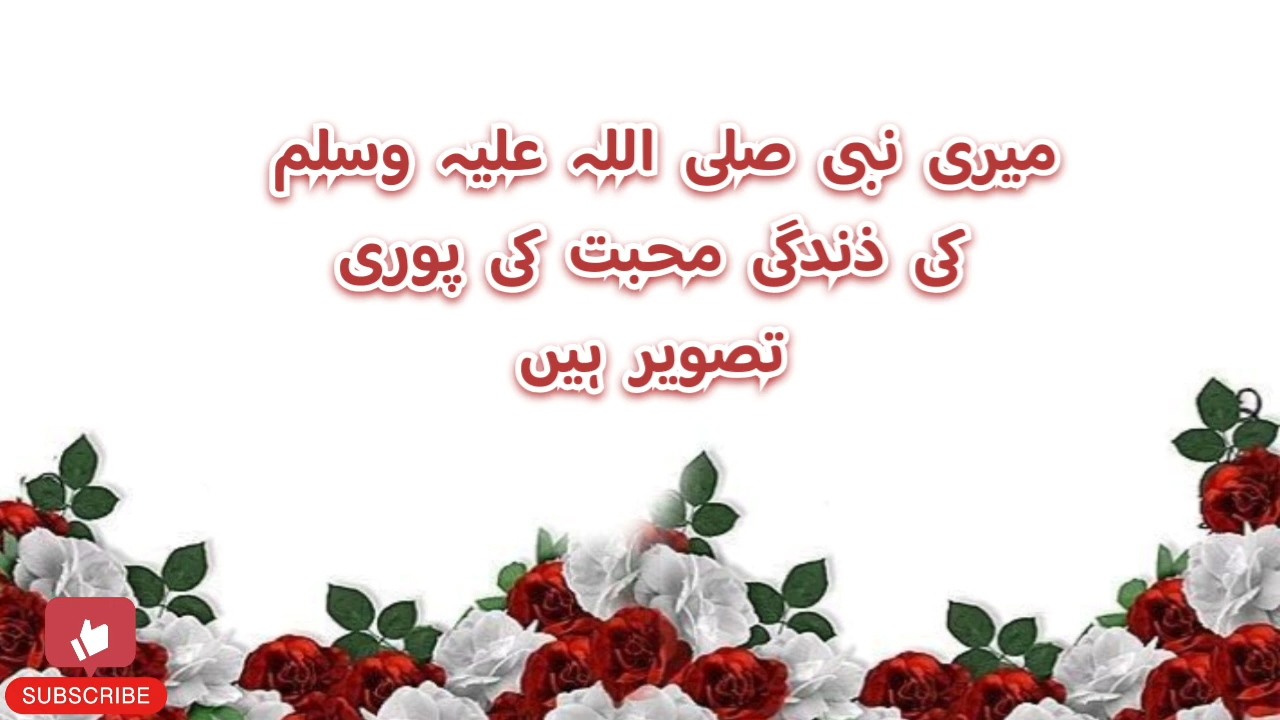 میری نبی صلی اللہ علیہ وسلم
کی ذندگی محبت کی پوری
تصویر ہیں
SUBSCRIBE